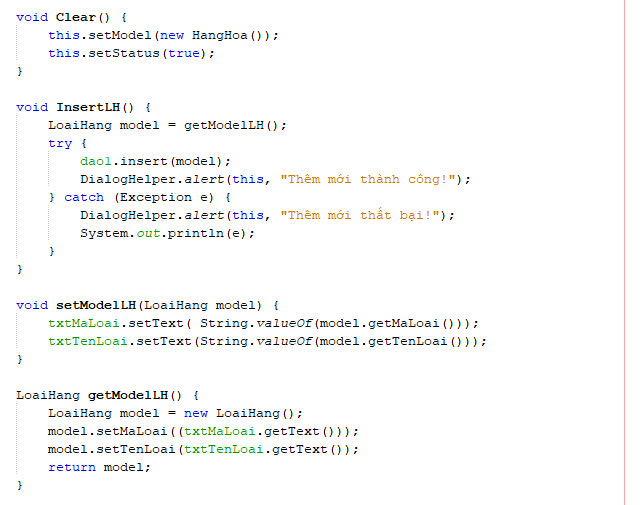 void Clear() {
    this.setModel(new HangHoa());
    this.setStatus(true);
}

void InsertLH() {
    LoaiHang model = getModelLH();
    try {
        daol.insert(model);
        DialogHelper.alert(this, "Thêm mới thành công!");
    } catch (Exception e) {
        DialogHelper.alert(this, "Thêm mới thất bại!");
        System.out.println(e);
    }
}

void setModelLH(LoaiHang model) {
    txtMaLoai.setText( String.valueOf(model.getMaLoai()));
    txtTenLoai.setText(String.valueOf(model.getTenLoai()));
}

LoaiHang getModelLH() {
    LoaiHang model = new LoaiHang();
    model.setMaLoai((txtMaLoai.getText()));
    model.setTenLoai(txtTenLoai.getText());
    return model;
}